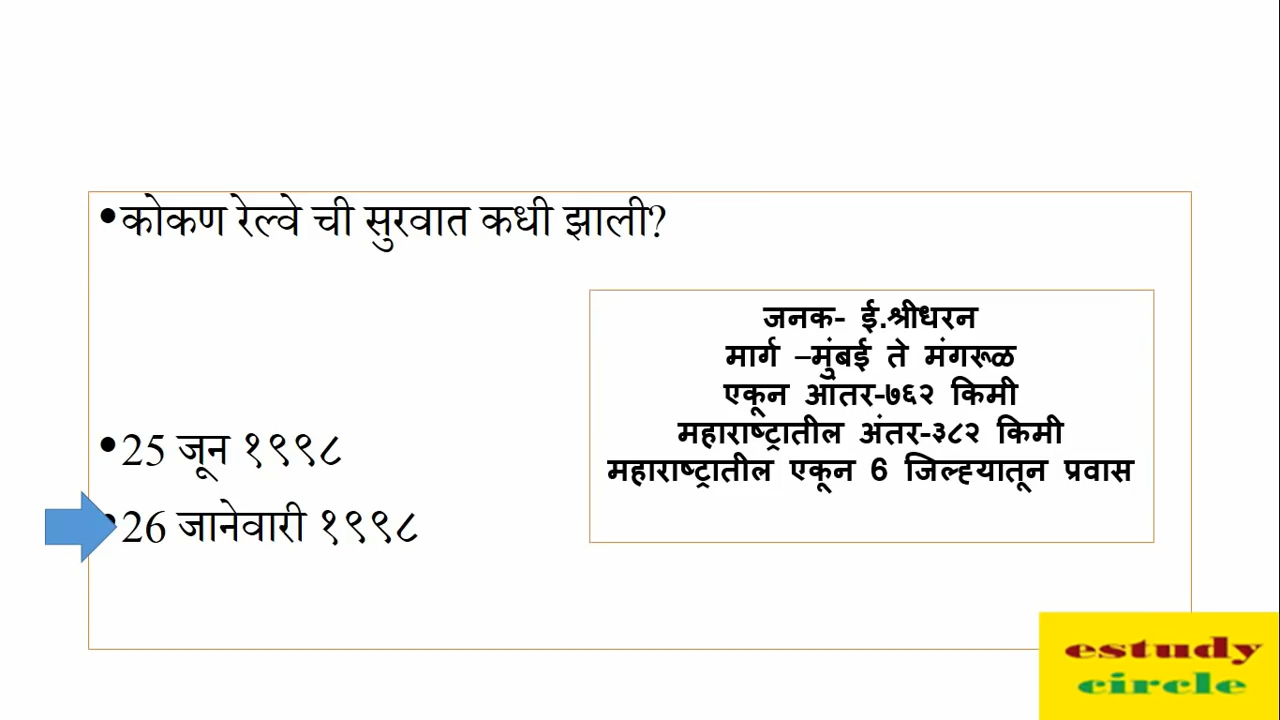 •कोकण रेल्वे ची सुरवात कधी झाली?
जनक- ई.श्रीधरन
मार्ग –मुंबई ते मंगरूळ
एकून आंतर-७६२ किमी
महाराष्ट्रातील अंतर-३८२ किमी
महाराष्ट्रातील एकून 6 जिल्ह्यातून प्रवास
•25 जून १९९८
•26 जानेवारी १९९८
estudy
circle